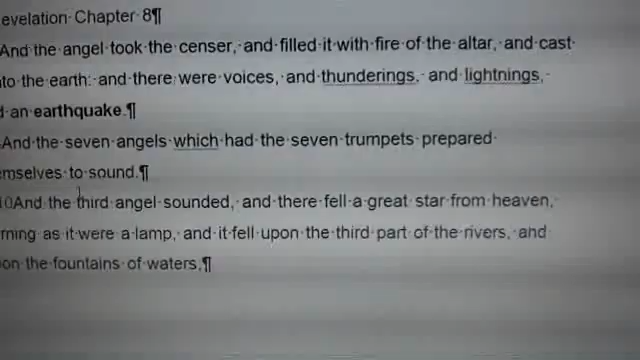 evelation Chapter 8¶
And the angel took the censer, and filled it with fire of the altar, and cast
to the earth: and there were voices, and thunderings, and lightnings,
d an earthquake.¶
And the seven angels which had the seven trumpets prepared
emselves to sound.¶
10And the third angel sounded, and there fell a great star from heaven,
rning as it were a lamp, and it fell upon the third part of the rivers, and
on the fountains of waters,¶